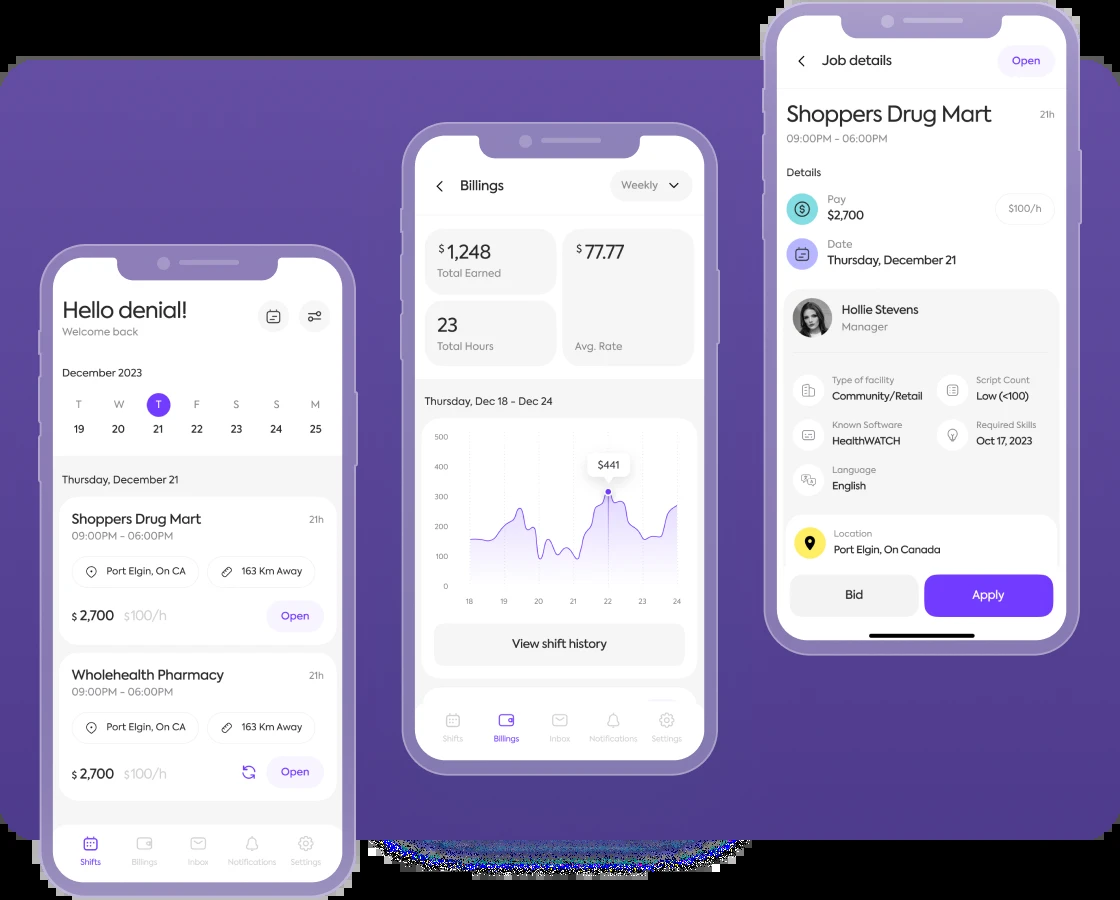 Hello denial!
Welcome back
December 2023
T W T F S S M
19 20 21 22 23 24 25
Thursday, December 21
Shoppers Drug Mart 21h
09:00PM - 06:00PM
Port Elgin, On CA 163 Km Away
$ 2,700 $100/h Open
Wholehealth Pharmacy 21h
09:00PM - 06:00PM
Port Elgin, On CA 163 Km Away
$ 2,700 $100/h Open
Shifts Billings Inbox Notifications Settings
Billings Weekly
$ 1,248
Total Earned
$ 77.77
Avg. Rate
23
Total Hours
Thursday, Dec 18 - Dec 24
500
400
$441
300
200
100
0
18 19 20 21 22 23 24
View shift history
Shifts Billings Inbox Notifications Settings
Job details Open
Shoppers Drug Mart 21h
09:00PM - 06:00PM
Details
Pay
$2,700 $100/h
Date
Thursday, December 21
Hollie Stevens
Manager
Type of facility Script Count
Community/Retail Low (<100)
Known Software Required Skills
HealthWATCH Oct 17, 2023
Language
English
Location
Port Elgin, On Canada
Bid Apply